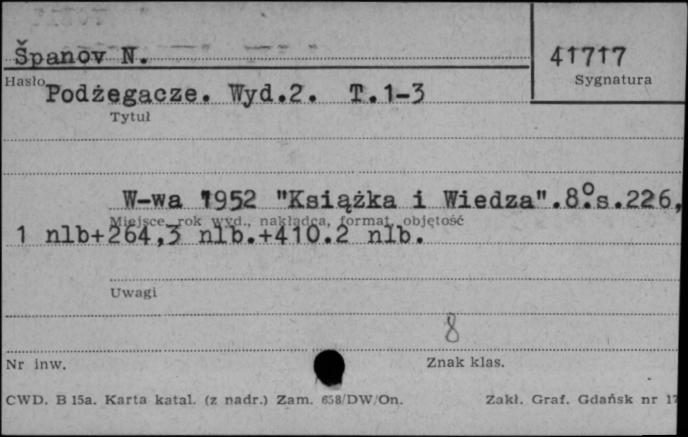 Španov N.
41717
Hasło
Sygnatura
Podżegacze. Wyd.2. T.1-3
Tytuł
W-wa 1952 "Książka i Wiedza".8°s.226,
Miejsce, rok wyd., nakładca, format, objętość
1 nlb+264,3 nlb.+410.2 nlb.
Uwagi
8
Nr inw.
Znak klas.
CWD. B 15a. Karta katal. (z nadr.) Zam. 658/DW/On.
Zakł. Graf. Gdańsk nr 17